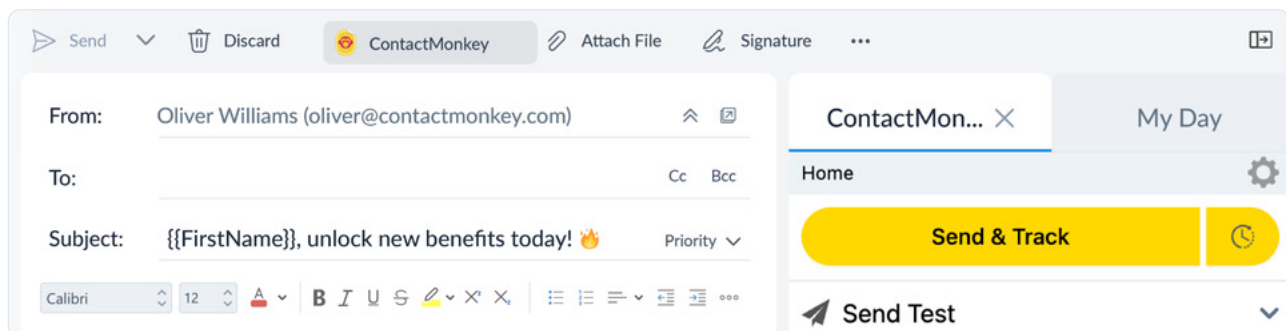 Send Discard ContactMonkey Attach File Signature
From: Oliver Williams (oliver@contactmonkey.com)
To: Cc Bcc
Subject: {{FirstName}}, unlock new benefits today! 🔥 Priority
Calibri 12 A B I U S X X
ContactMon... My Day
Home
Send & Track
Send Test